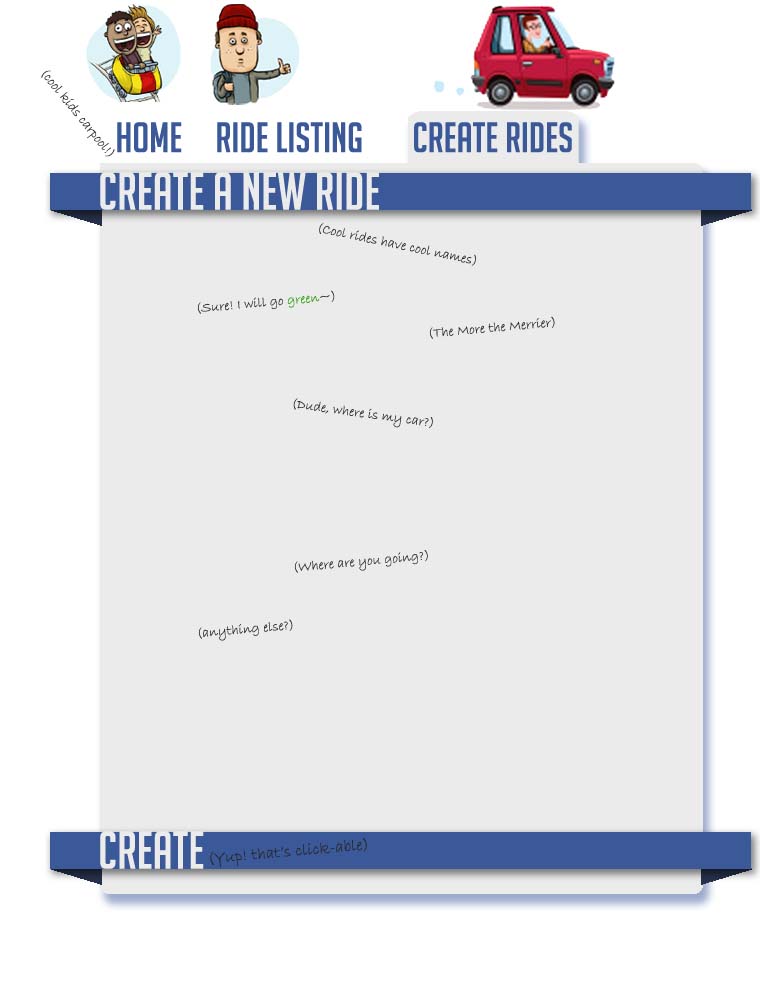 (cool kids carpool!)
HOME RIDE LISTING CREATE RIDES
CREATE A NEW RIDE
(Cool rides have cool names)
(Sure! I will go green~)
(The More the Merrier)
(Dude, where is my car?)
(Where are you going?)
(anything else?)
CREATE (Yup! that's click-able)